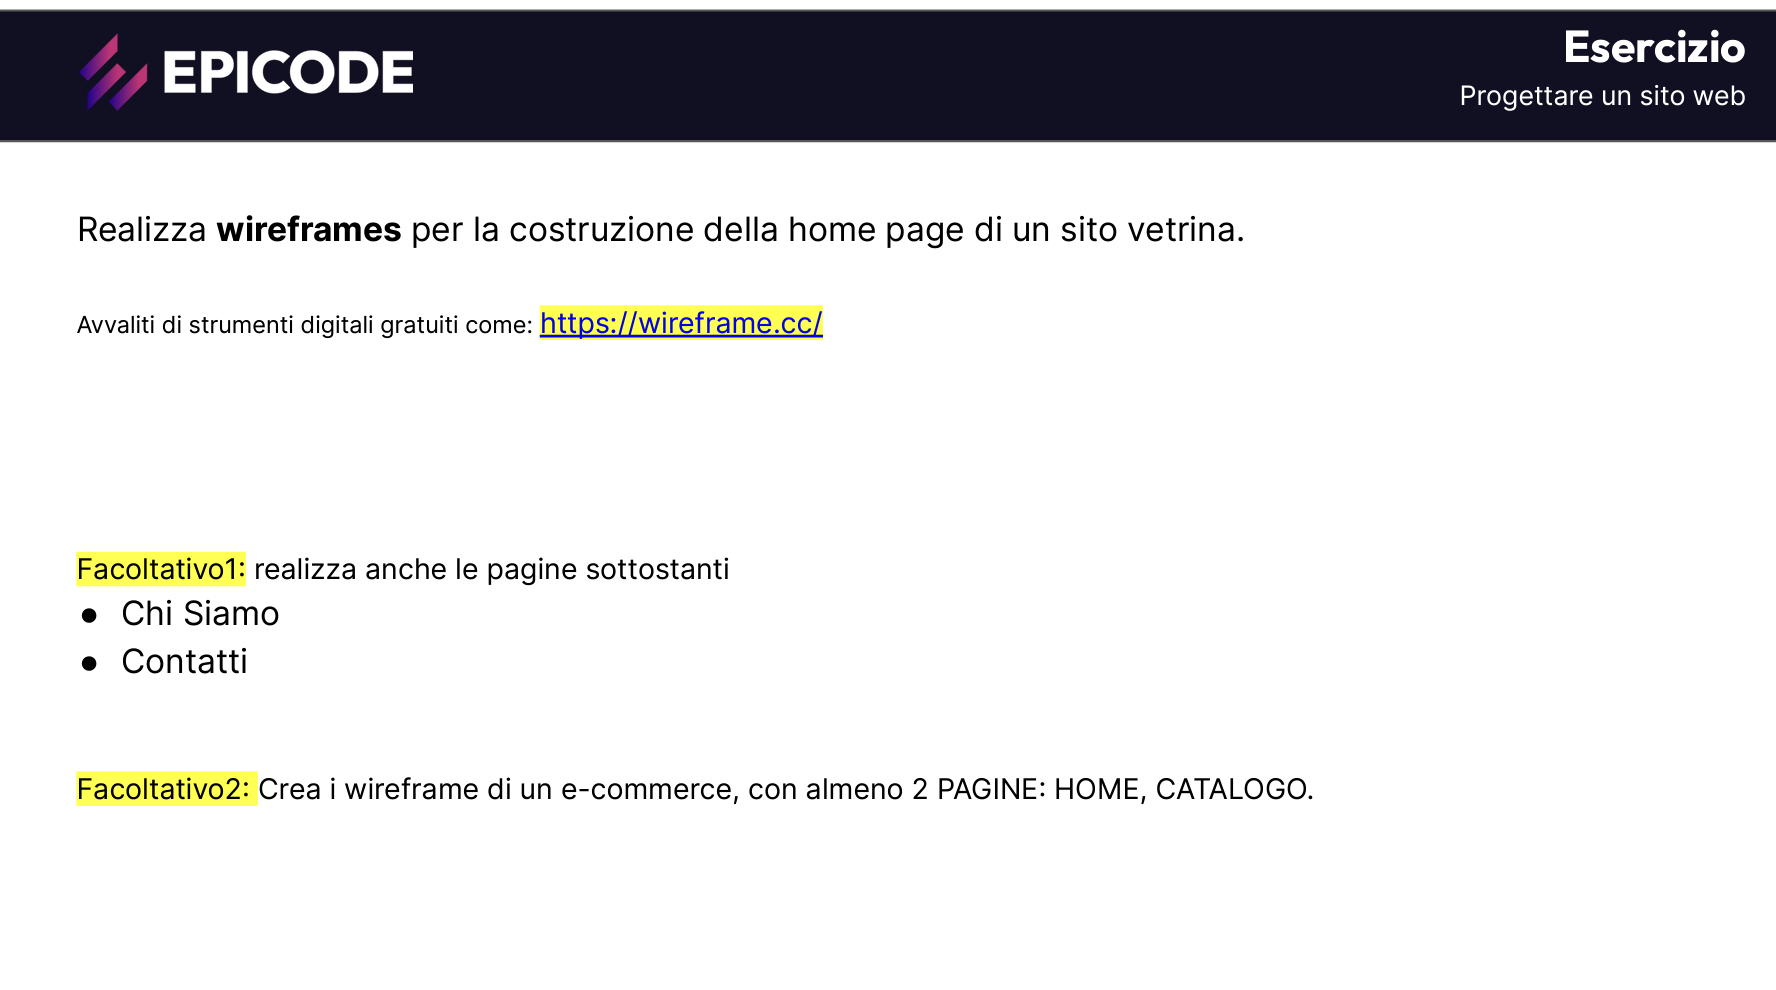 EPICODE
Esercizio
Progettare un sito web
Realizza wireframes per la costruzione della home page di un sito vetrina.
Avvaliti di strumenti digitali gratuiti come: https://wireframe.cc/
Facoltativo1: realizza anche le pagine sottostanti
● Chi Siamo
● Contatti
Facoltativo2: Crea i wireframe di un e-commerce, con almeno 2 PAGINE: HOME, CATALOGO.